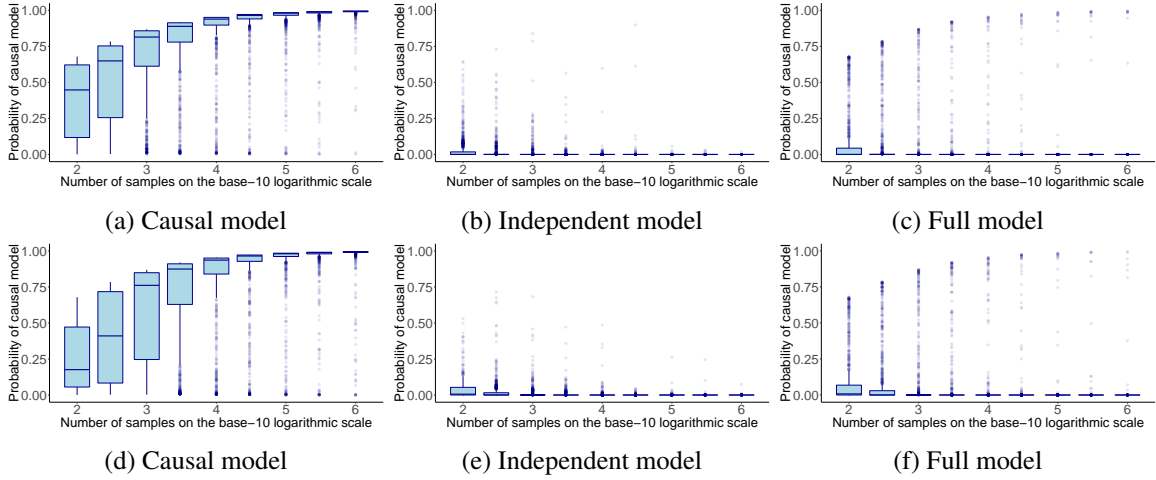 Probability of causal model
1.00
0.75
0.50
0.25
0.00
2 3 4 5 6
Number of samples on the base−10 logarithmic scale
(a) Causal model
Probability of causal model
1.00
0.75
0.50
0.25
0.00
2 3 4 5 6
Number of samples on the base−10 logarithmic scale
(b) Independent model
Probability of causal model
1.00
0.75
0.50
0.25
0.00
2 3 4 5 6
Number of samples on the base−10 logarithmic scale
(c) Full model
Probability of causal model
1.00
0.75
0.50
0.25
0.00
2 3 4 5 6
Number of samples on the base−10 logarithmic scale
(d) Causal model
Probability of causal model
1.00
0.75
0.50
0.25
0.00
2 3 4 5 6
Number of samples on the base−10 logarithmic scale
(e) Independent model
Probability of causal model
1.00
0.75
0.50
0.25
0.00
2 3 4 5 6
Number of samples on the base−10 logarithmic scale
(f) Full model